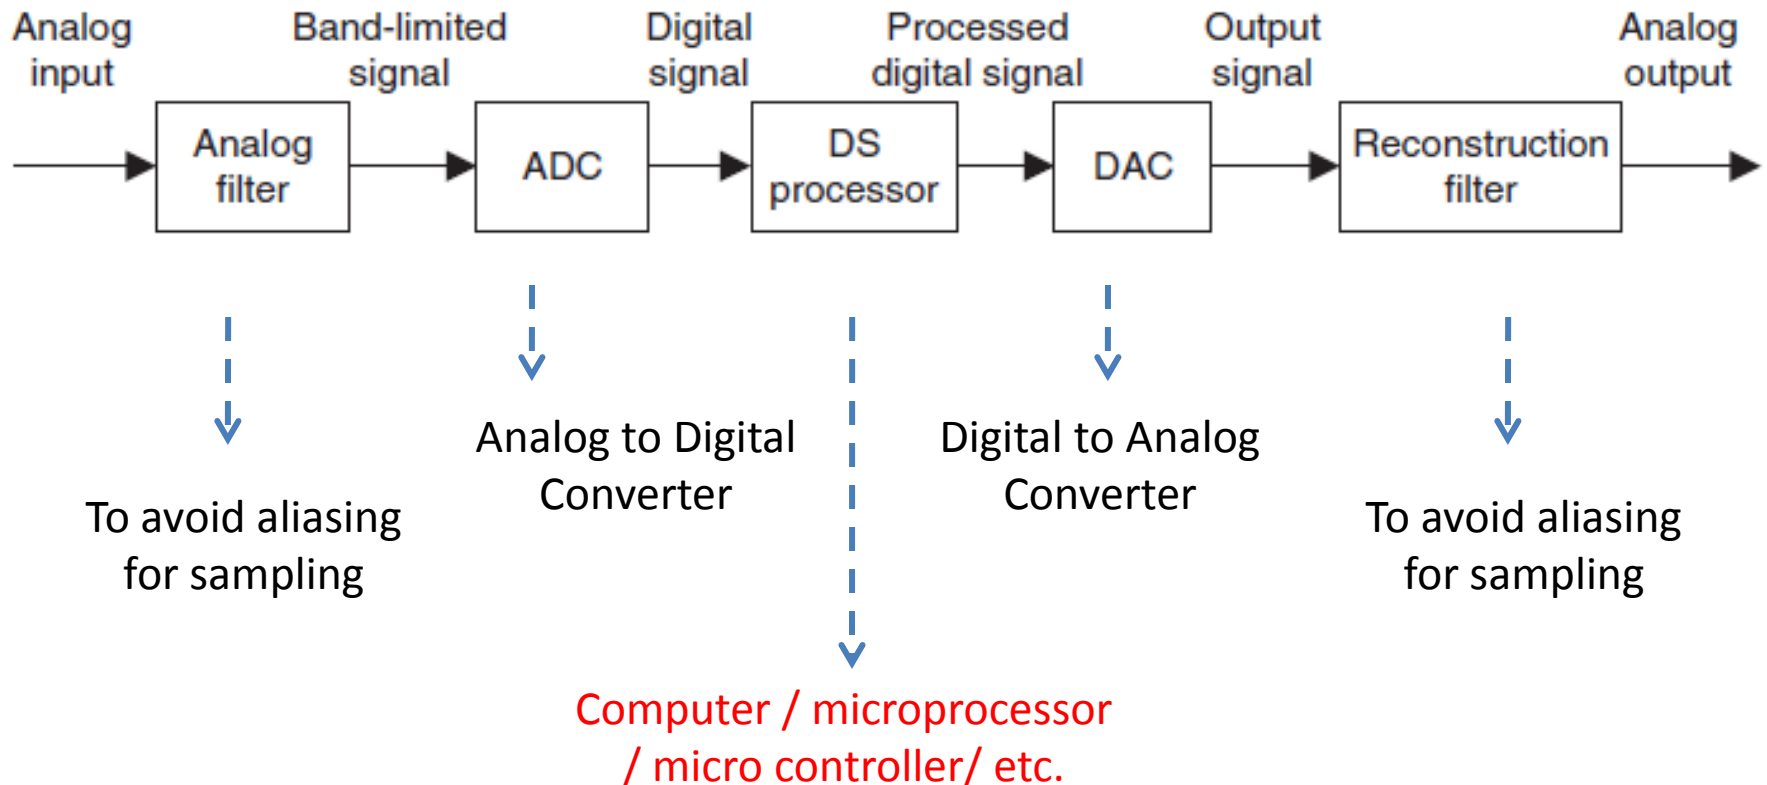 Analog
input
Band-limited
signal
Digital
signal
Processed
digital signal
Output
signal
Analog
output
Analog
filter
ADC
DS
processor
DAC
Reconstruction
filter
To avoid aliasing
for sampling
Analog to Digital
Converter
Computer / microprocessor
/ micro controller/ etc.
Digital to Analog
Converter
To avoid aliasing
for sampling